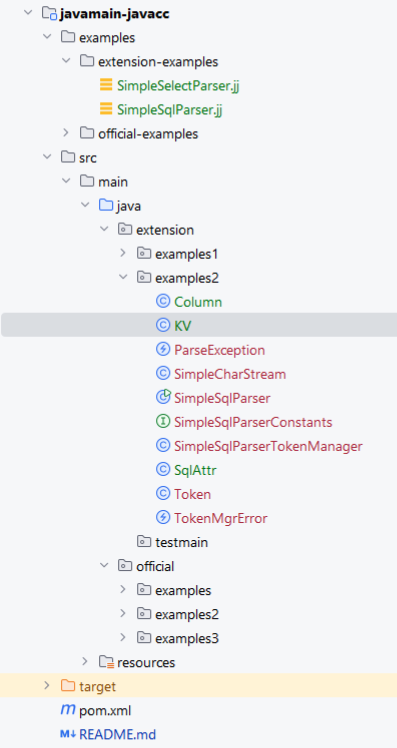 javamain-javacc
examples
extension-examples
SimpleSelectParser.jj
SimpleSqlParser.jj
official-examples
src
main
java
extension
examples1
examples2
Column
KV
ParseException
SimpleCharStream
SimpleSqlParser
SimpleSqlParserConstants
SimpleSqlParserTokenManager
SqlAttr
Token
TokenMgrError
testmain
official
examples
examples2
examples3
resources
target
pom.xml
README.md